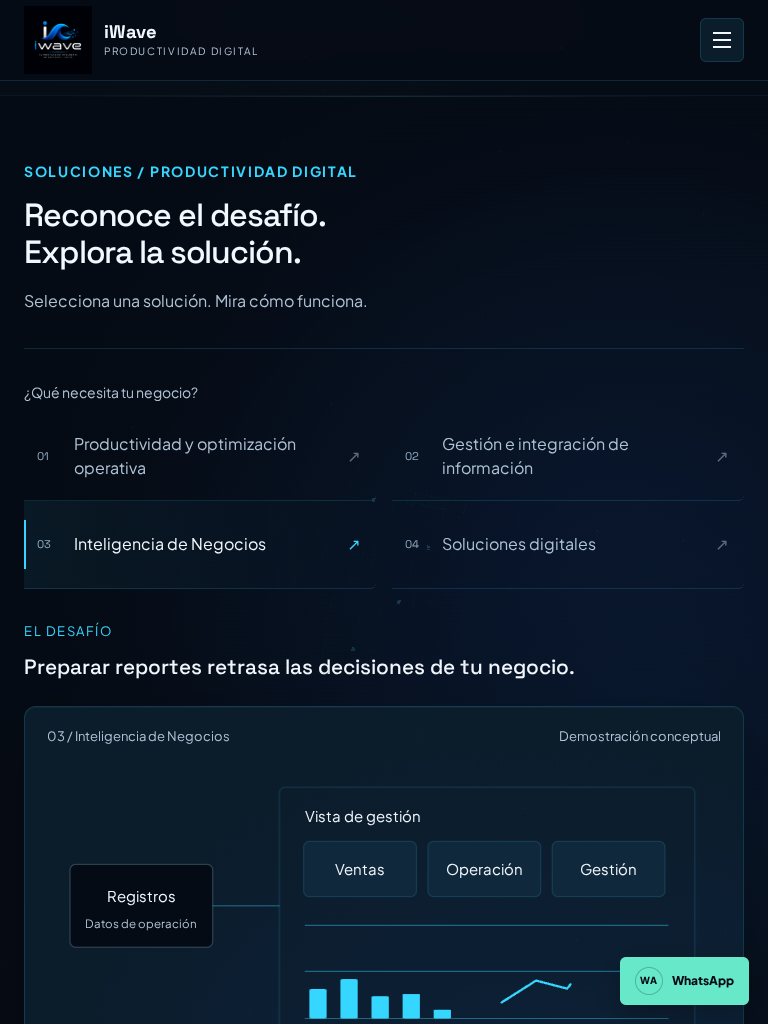 iwave
iWave
PRODUCTIVIDAD DIGITAL
SOLUCIONES / PRODUCTIVIDAD DIGITAL
Reconoce el desafío.
Explora la solución.
Selecciona una solución. Mira cómo funciona.
¿Qué necesita tu negocio?
01 Productividad y optimización
operativa ↗
02 Gestión e integración de
información ↗
03 Inteligencia de Negocios ↗
04 Soluciones digitales ↗
EL DESAFÍO
Preparar reportes retrasa las decisiones de tu negocio.
03 / Inteligencia de Negocios
Demostración conceptual
Vista de gestión
Ventas
Operación
Gestión
Registros
Datos de operación
WA WhatsApp